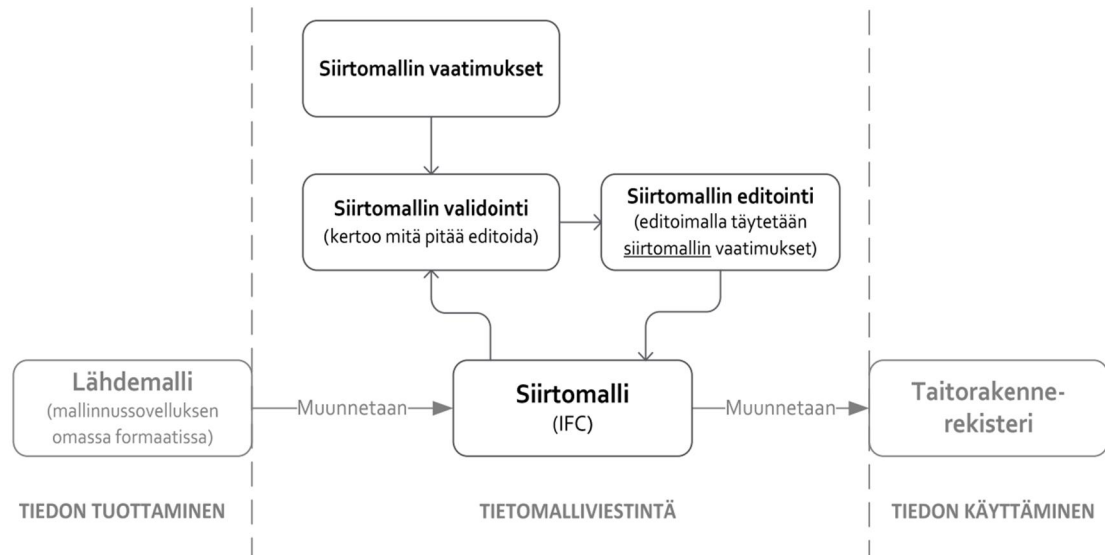 Siirtomallin vaatimukset
Siirtomallin validointi
(kertoo mitä pitää editoida)
Siirtomallin editointi
(editoimalla täytetään
siirtomallin vaatimukset)
Lähdemalli
(mallinnussovelluksen
omassa formaatissa)
Muunnetaan
Siirtomalli
(IFC)
Muunnetaan
Taitorakenne-
rekisteri
TIEDON TUOTTAMINEN
TIETOMALLIVIESTINTÄ
TIEDON KÄYTTÄMINEN